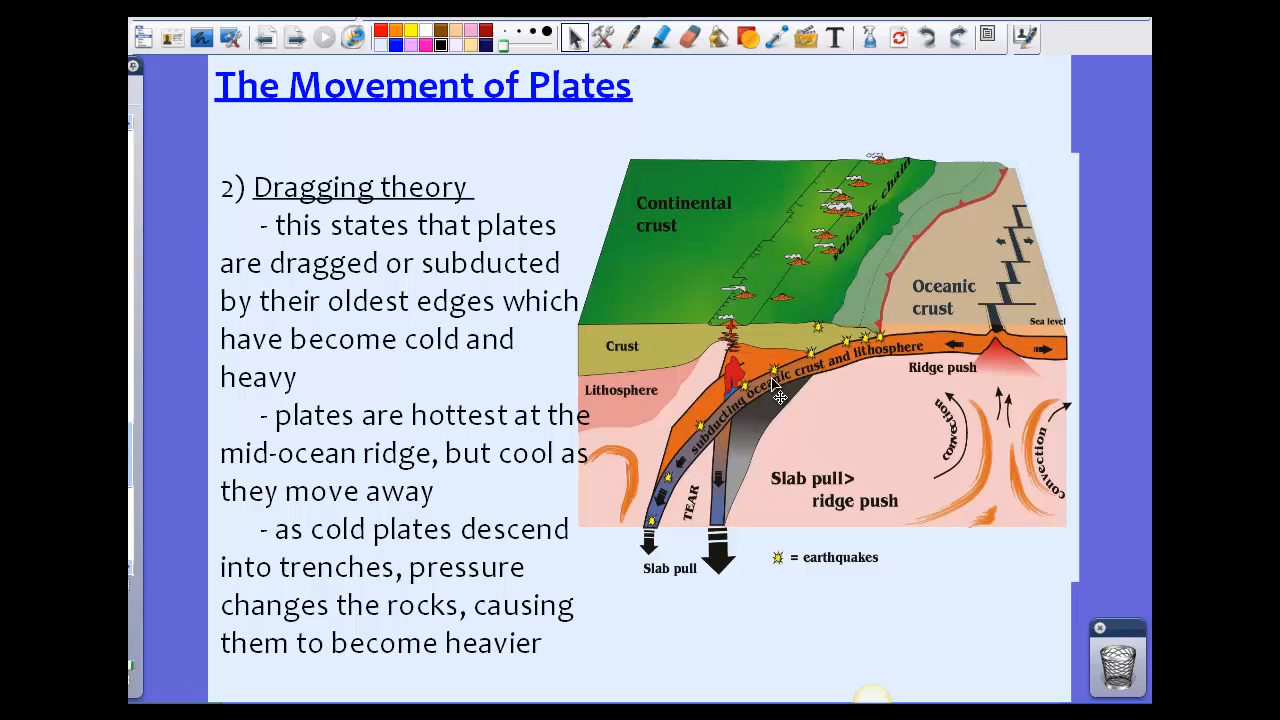 The Movement of Plates
2) Dragging theory
- this states that plates
are dragged or subducted
by their oldest edges which
have become cold and
heavy
- plates are hottest at the
mid-ocean ridge, but cool as
they move away
- as cold plates descend
into trenches, pressure
changes the rocks, causing
them to become heavier
Continental
crust
volcanic chain
Oceanic
crust
Sea level
Crust
Lithosphere
subducting oceanic crust and lithosphere
Ridge push
convection
convection
Slab pull>
ridge push
TEAR
Slab pull
= earthquakes